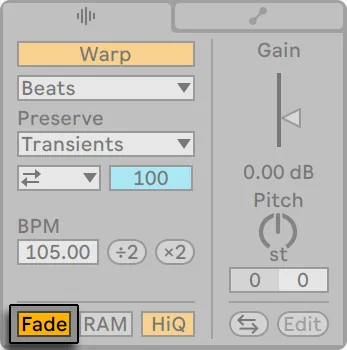 Warp
Beats
Preserve
Transients
100
BPM
105.00 ÷2 ×2
Fade RAM HiQ
Gain
0.00 dB
Pitch
st
0 0
Edit